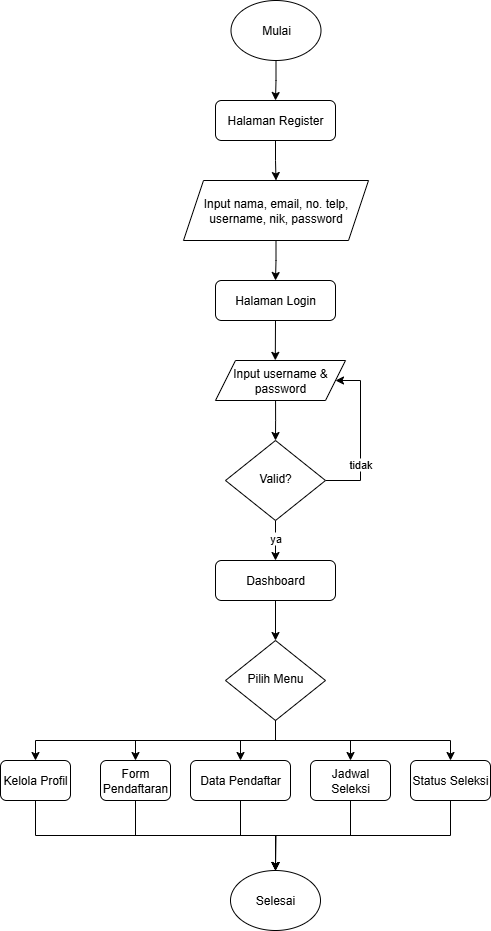 Mulai
Halaman Register
Input nama, email, no. telp,
username, nik, password
Halaman Login
Input username &
password
Valid?
tidak
ya
Dashboard
Pilih Menu
Kelola Profil
Form
Pendaftaran
Data Pendaftar
Jadwal
Seleksi
Status Seleksi
Selesai